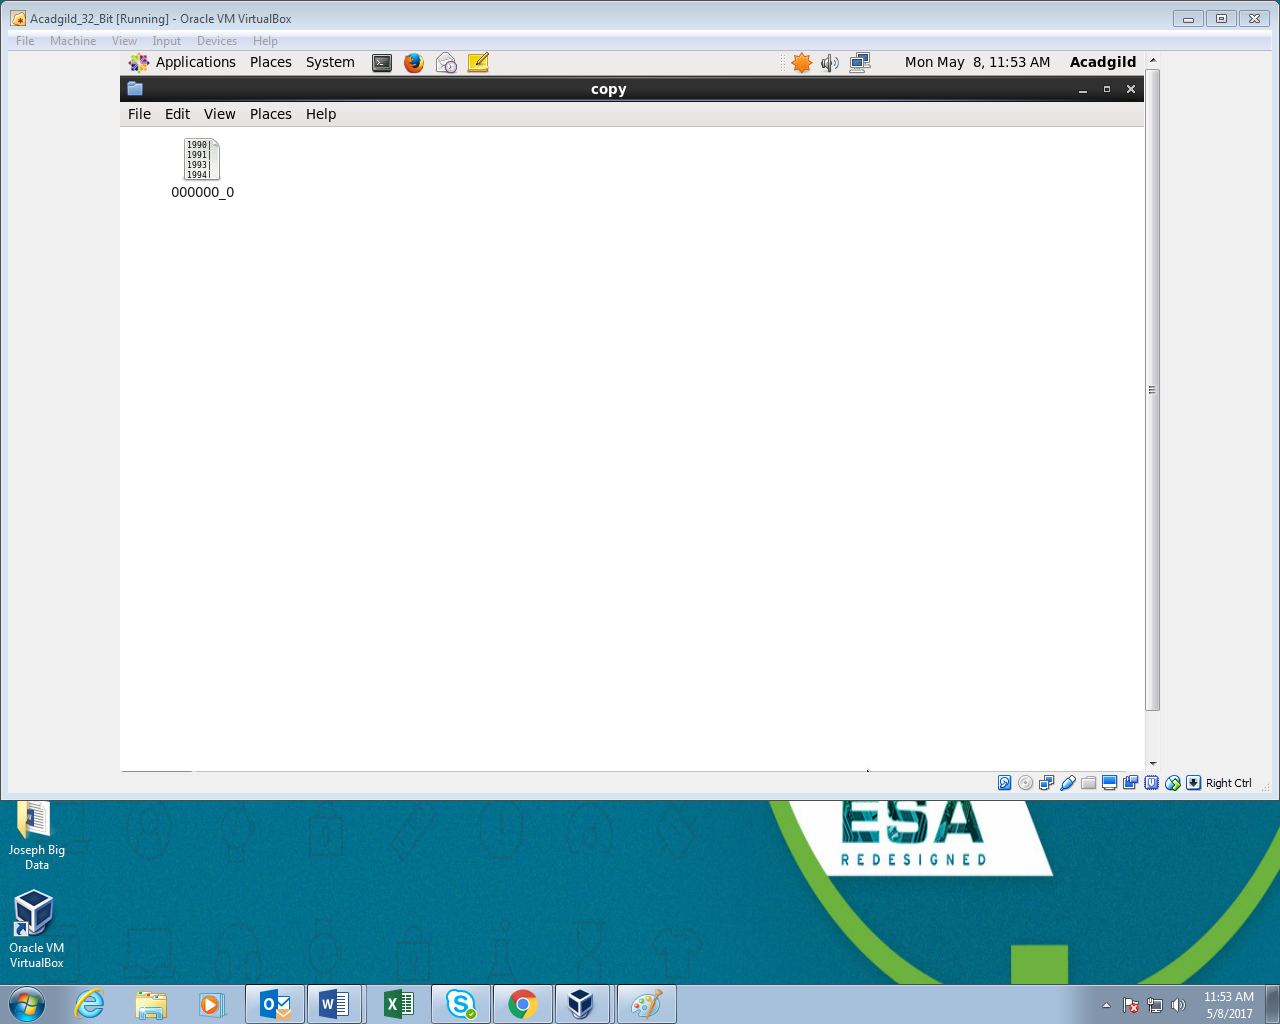 Acadgild_32_Bit [Running] - Oracle VM VirtualBox
File Machine View Input Devices Help
Applications Places System Mon May 8, 11:53 AM Acadgild
copy
File Edit View Places Help
1990|
1991|
1993|
1994|
000000_0
Right Ctrl
ESA
REDESIGNED
Joseph Big
Data
Oracle VM
VirtualBox
11:53 AM
5/8/2017